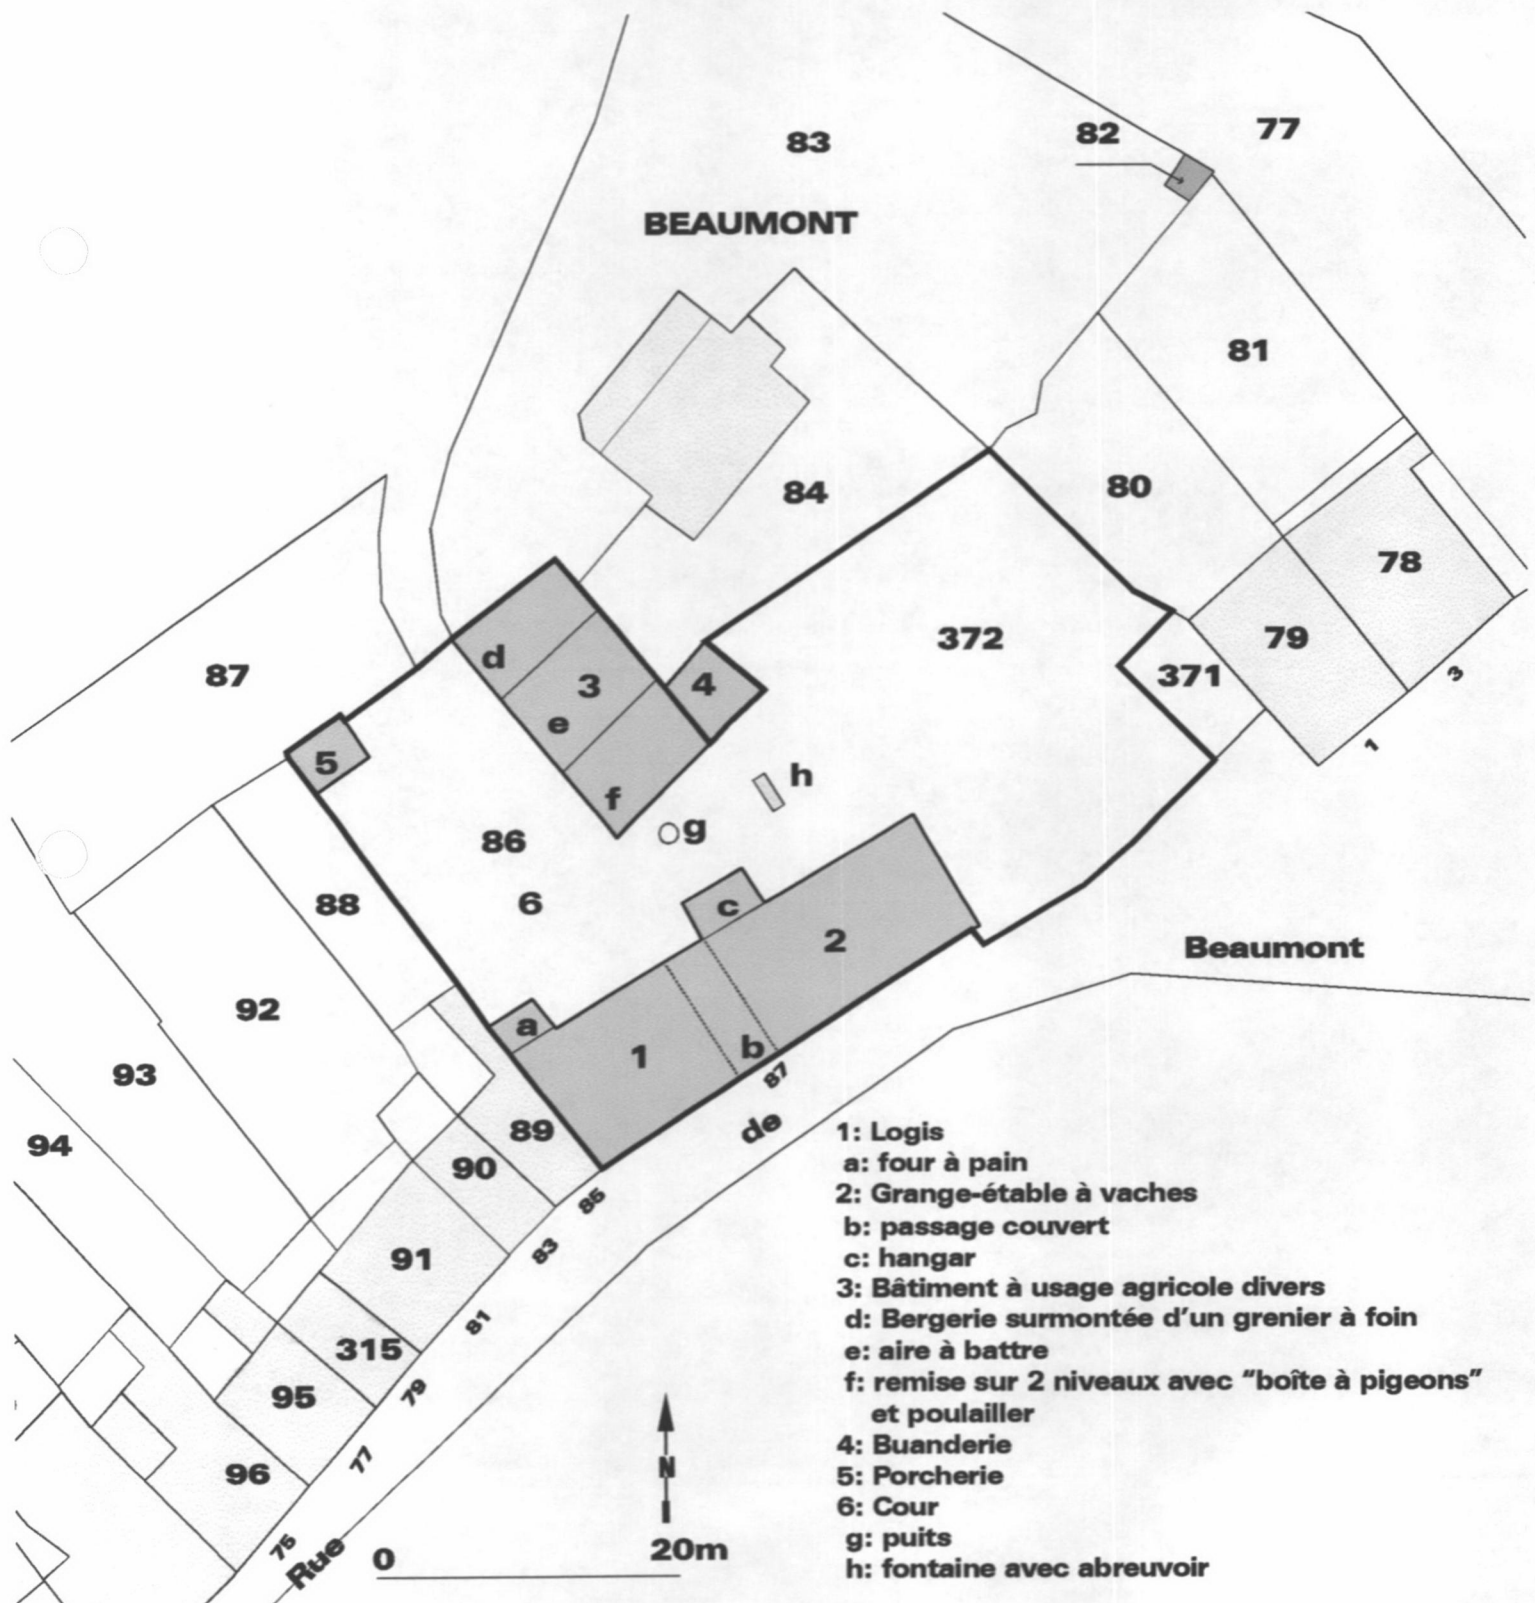 83
82
77
BEAUMONT
81
84
80
78
372
79
87
d
3
4
371
3
e
5
1
f
h
g
86
88
6
c
2
Beaumont
92
a
1
b
93
87
94
89
de
90
85
91
83
81
315
79
95
77
96
75
Rue
1: Logis
a: four à pain
2: Grange-étable à vaches
b: passage couvert
c: hangar
3: Bâtiment à usage agricole divers
d: Bergerie surmontée d'un grenier à foin
e: aire à battre
f: remise sur 2 niveaux avec "boîte à pigeons"
et poulailler
4: Buanderie
5: Porcherie
6: Cour
g: puits
h: fontaine avec abreuvoir
N
0 20m